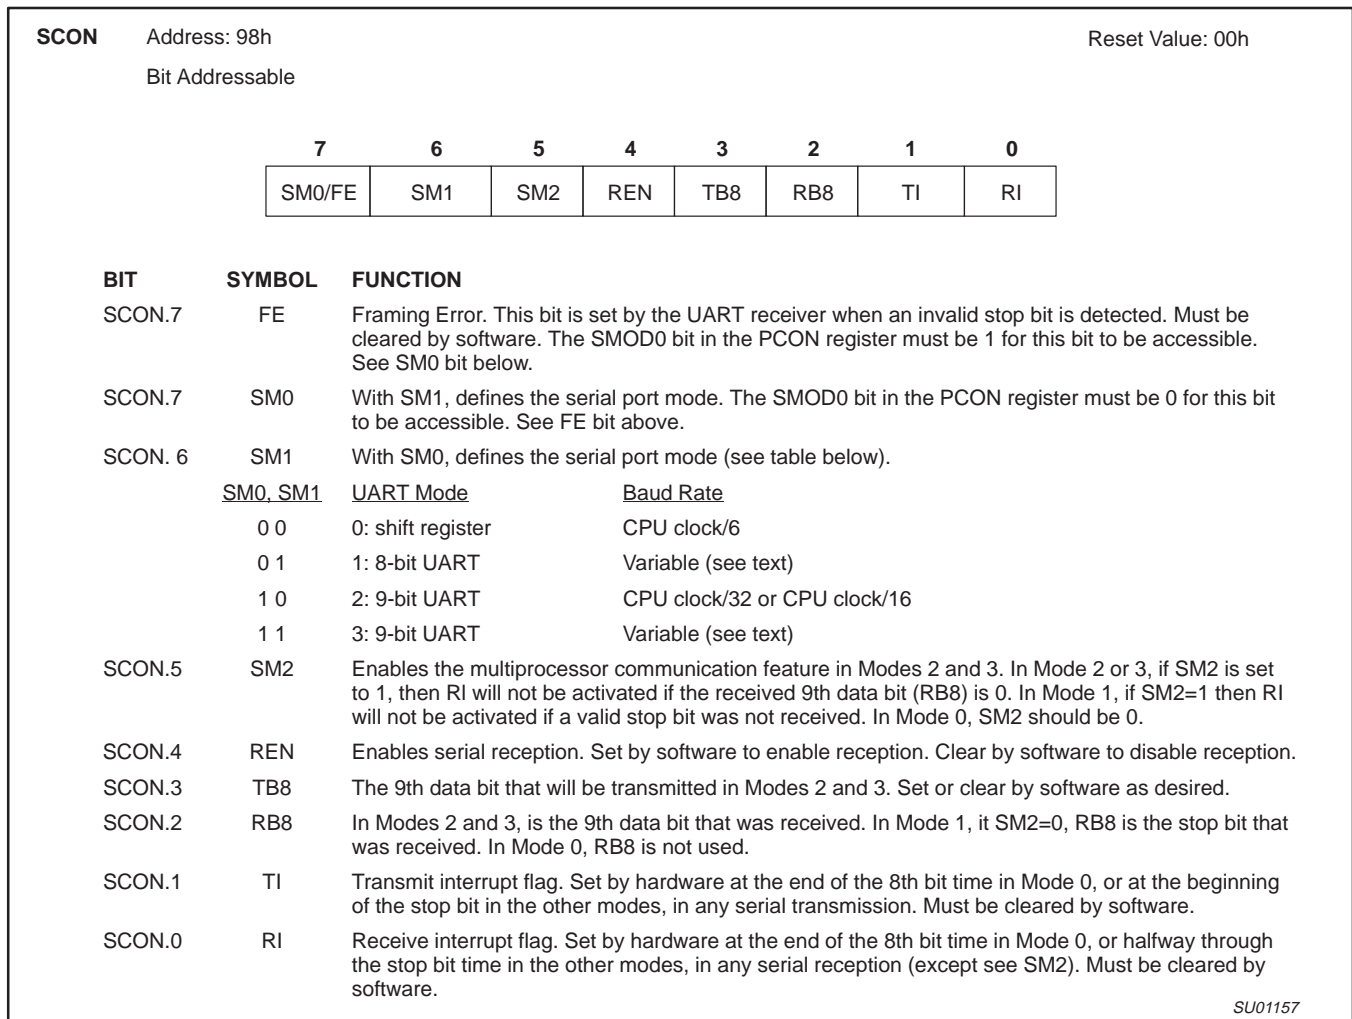 SCON Address: 98h Reset Value: 00h
Bit Addressable
7 6 5 4 3 2 1 0
SM0/FE SM1 SM2 REN TB8 RB8 TI RI
BIT SYMBOL FUNCTION
SCON.7 FE Framing Error. This bit is set by the UART receiver when an invalid stop bit is detected. Must be
cleared by software. The SMOD0 bit in the PCON register must be 1 for this bit to be accessible.
See SM0 bit below.
SCON.7 SM0 With SM1, defines the serial port mode. The SMOD0 bit in the PCON register must be 0 for this bit
to be accessible. See FE bit above.
SCON. 6 SM1 With SM0, defines the serial port mode (see table below).
SM0, SM1 UART Mode Baud Rate
0 0 0: shift register CPU clock/6
0 1 1: 8-bit UART Variable (see text)
1 0 2: 9-bit UART CPU clock/32 or CPU clock/16
1 1 3: 9-bit UART Variable (see text)
SCON.5 SM2 Enables the multiprocessor communication feature in Modes 2 and 3. In Mode 2 or 3, if SM2 is set
to 1, then RI will not be activated if the received 9th data bit (RB8) is 0. In Mode 1, if SM2=1 then RI
will not be activated if a valid stop bit was not received. In Mode 0, SM2 should be 0.
SCON.4 REN Enables serial reception. Set by software to enable reception. Clear by software to disable reception.
SCON.3 TB8 The 9th data bit that will be transmitted in Modes 2 and 3. Set or clear by software as desired.
SCON.2 RB8 In Modes 2 and 3, is the 9th data bit that was received. In Mode 1, it SM2=0, RB8 is the stop bit that
was received. In Mode 0, RB8 is not used.
SCON.1 TI Transmit interrupt flag. Set by hardware at the end of the 8th bit time in Mode 0, or at the beginning
of the stop bit in the other modes, in any serial transmission. Must be cleared by software.
SCON.0 RI Receive interrupt flag. Set by hardware at the end of the 8th bit time in Mode 0, or halfway through
the stop bit time in the other modes, in any serial reception (except see SM2). Must be cleared by
software.
SU01157